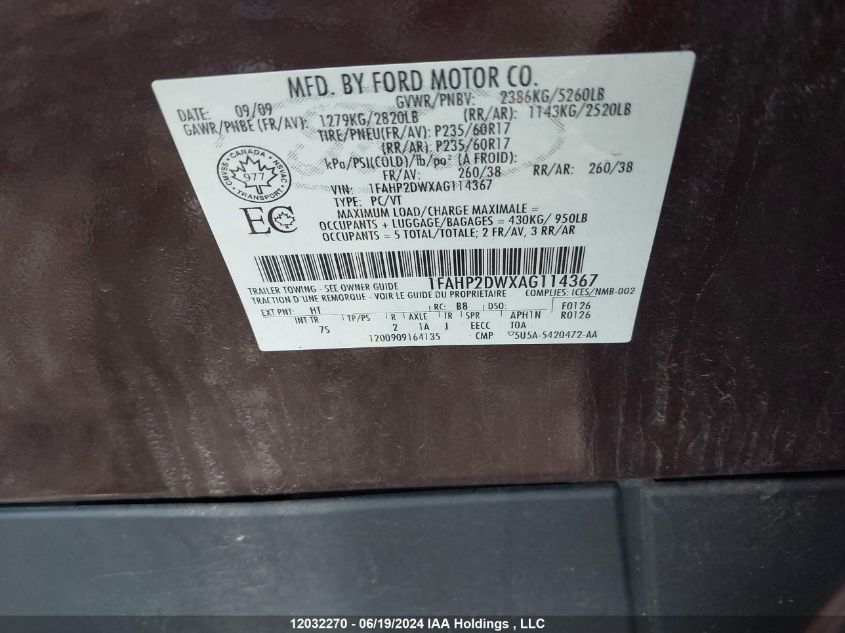 MFD. BY FORD MOTOR CO.
DATE: 09/09 GVWR/PNBV: 2386KG/5260LB
GAWR/PNBE (FR/AV): 1279KG/2820LB (RR/AR): 1143KG/2520LB
TIRE/PNEU(FR/AV): P235/60R17
(RR/AR): P235/60R17
kPa/PSI(COLD)/lb/po² (A FROID):
FR/AV: 260/38 RR/AR: 260/38
CANADA
977
TRANSPORT
VIN: 1FAHP2DWXAG114367
TYPE: PC/VT
EC
MAXIMUM LOAD/CHARGE MAXIMALE =
OCCUPANTS + LUGGAGE/BAGAGES = 430KG/ 950LB
OCCUPANTS = 5 TOTAL/TOTALE; 2 FR/AV, 3 RR/AR
TRAILER TOWING - SEE OWNER GUIDE 1FAHP2DWXAG114367
TRACTION D'UNE REMORQUE - VOIR LE GUIDE DU PROPRIETAIRE COMPLIES: ICES/NMB-002
EXT PNT: HT RC: B8 DSO: F0126
INT TR TP/PS R AXLE TR SPR APH1N R0126
7S 2 1A J EECC TOA
1200909164135 CMP 5U5A-5420472-AA
12032270 - 06/19/2024 IAA Holdings , LLC